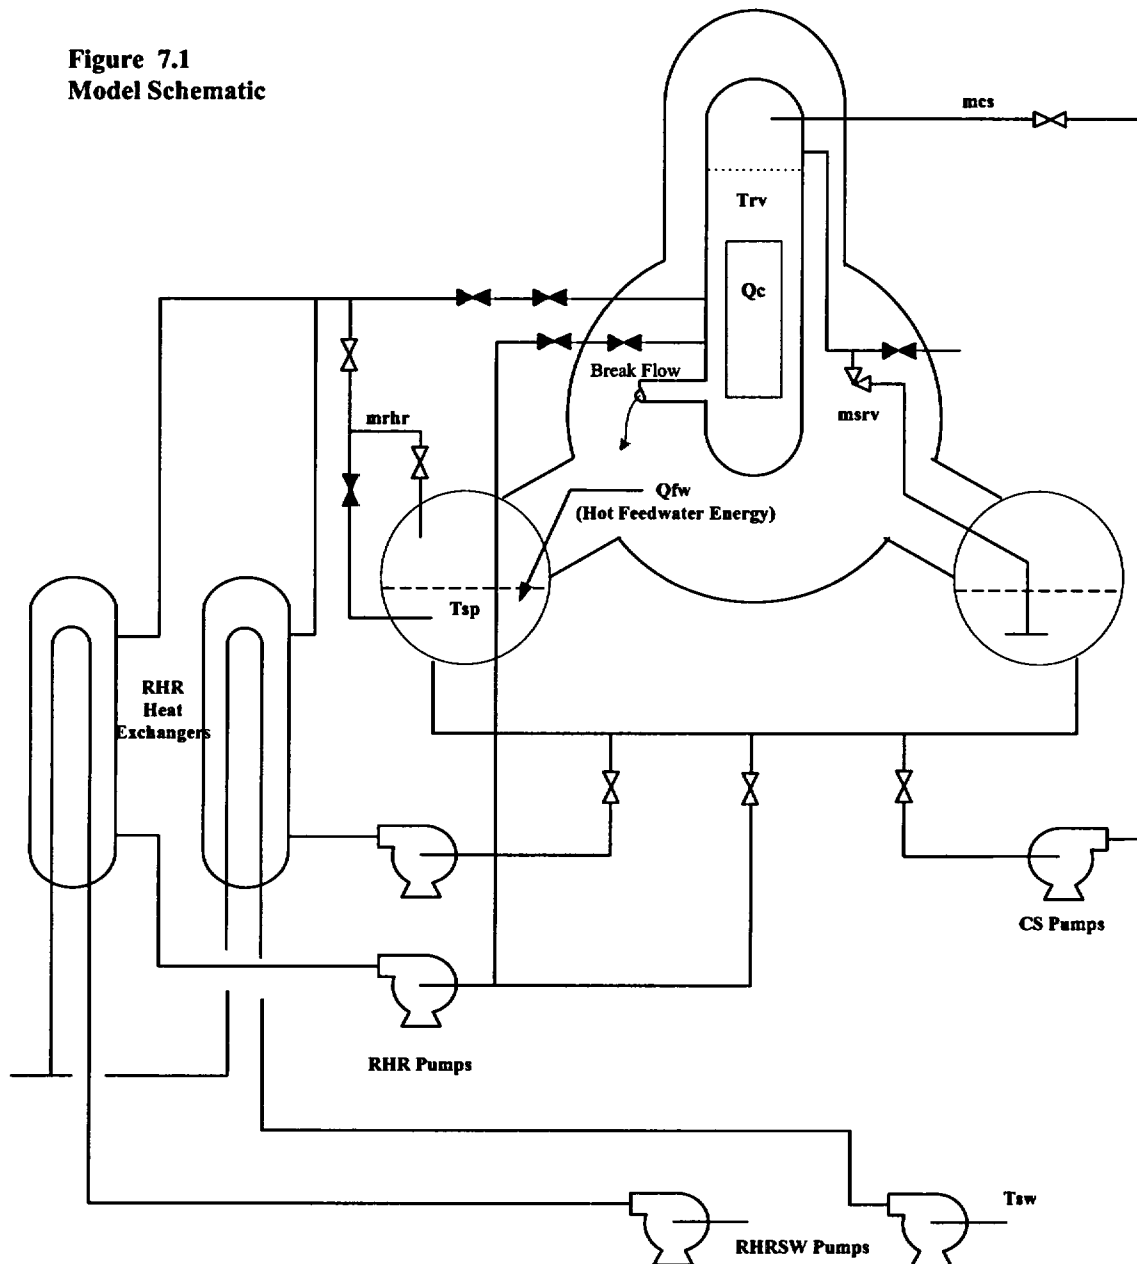 Figure 7.1
Model Schematic
mcs
Trv
Qc
Break Flow
msrv
mrhr
Qfw
(Hot Feedwater Energy)
Tsp
RHR
Heat
Exchangers
CS Pumps
RHR Pumps
Tsw
RHRSW Pumps